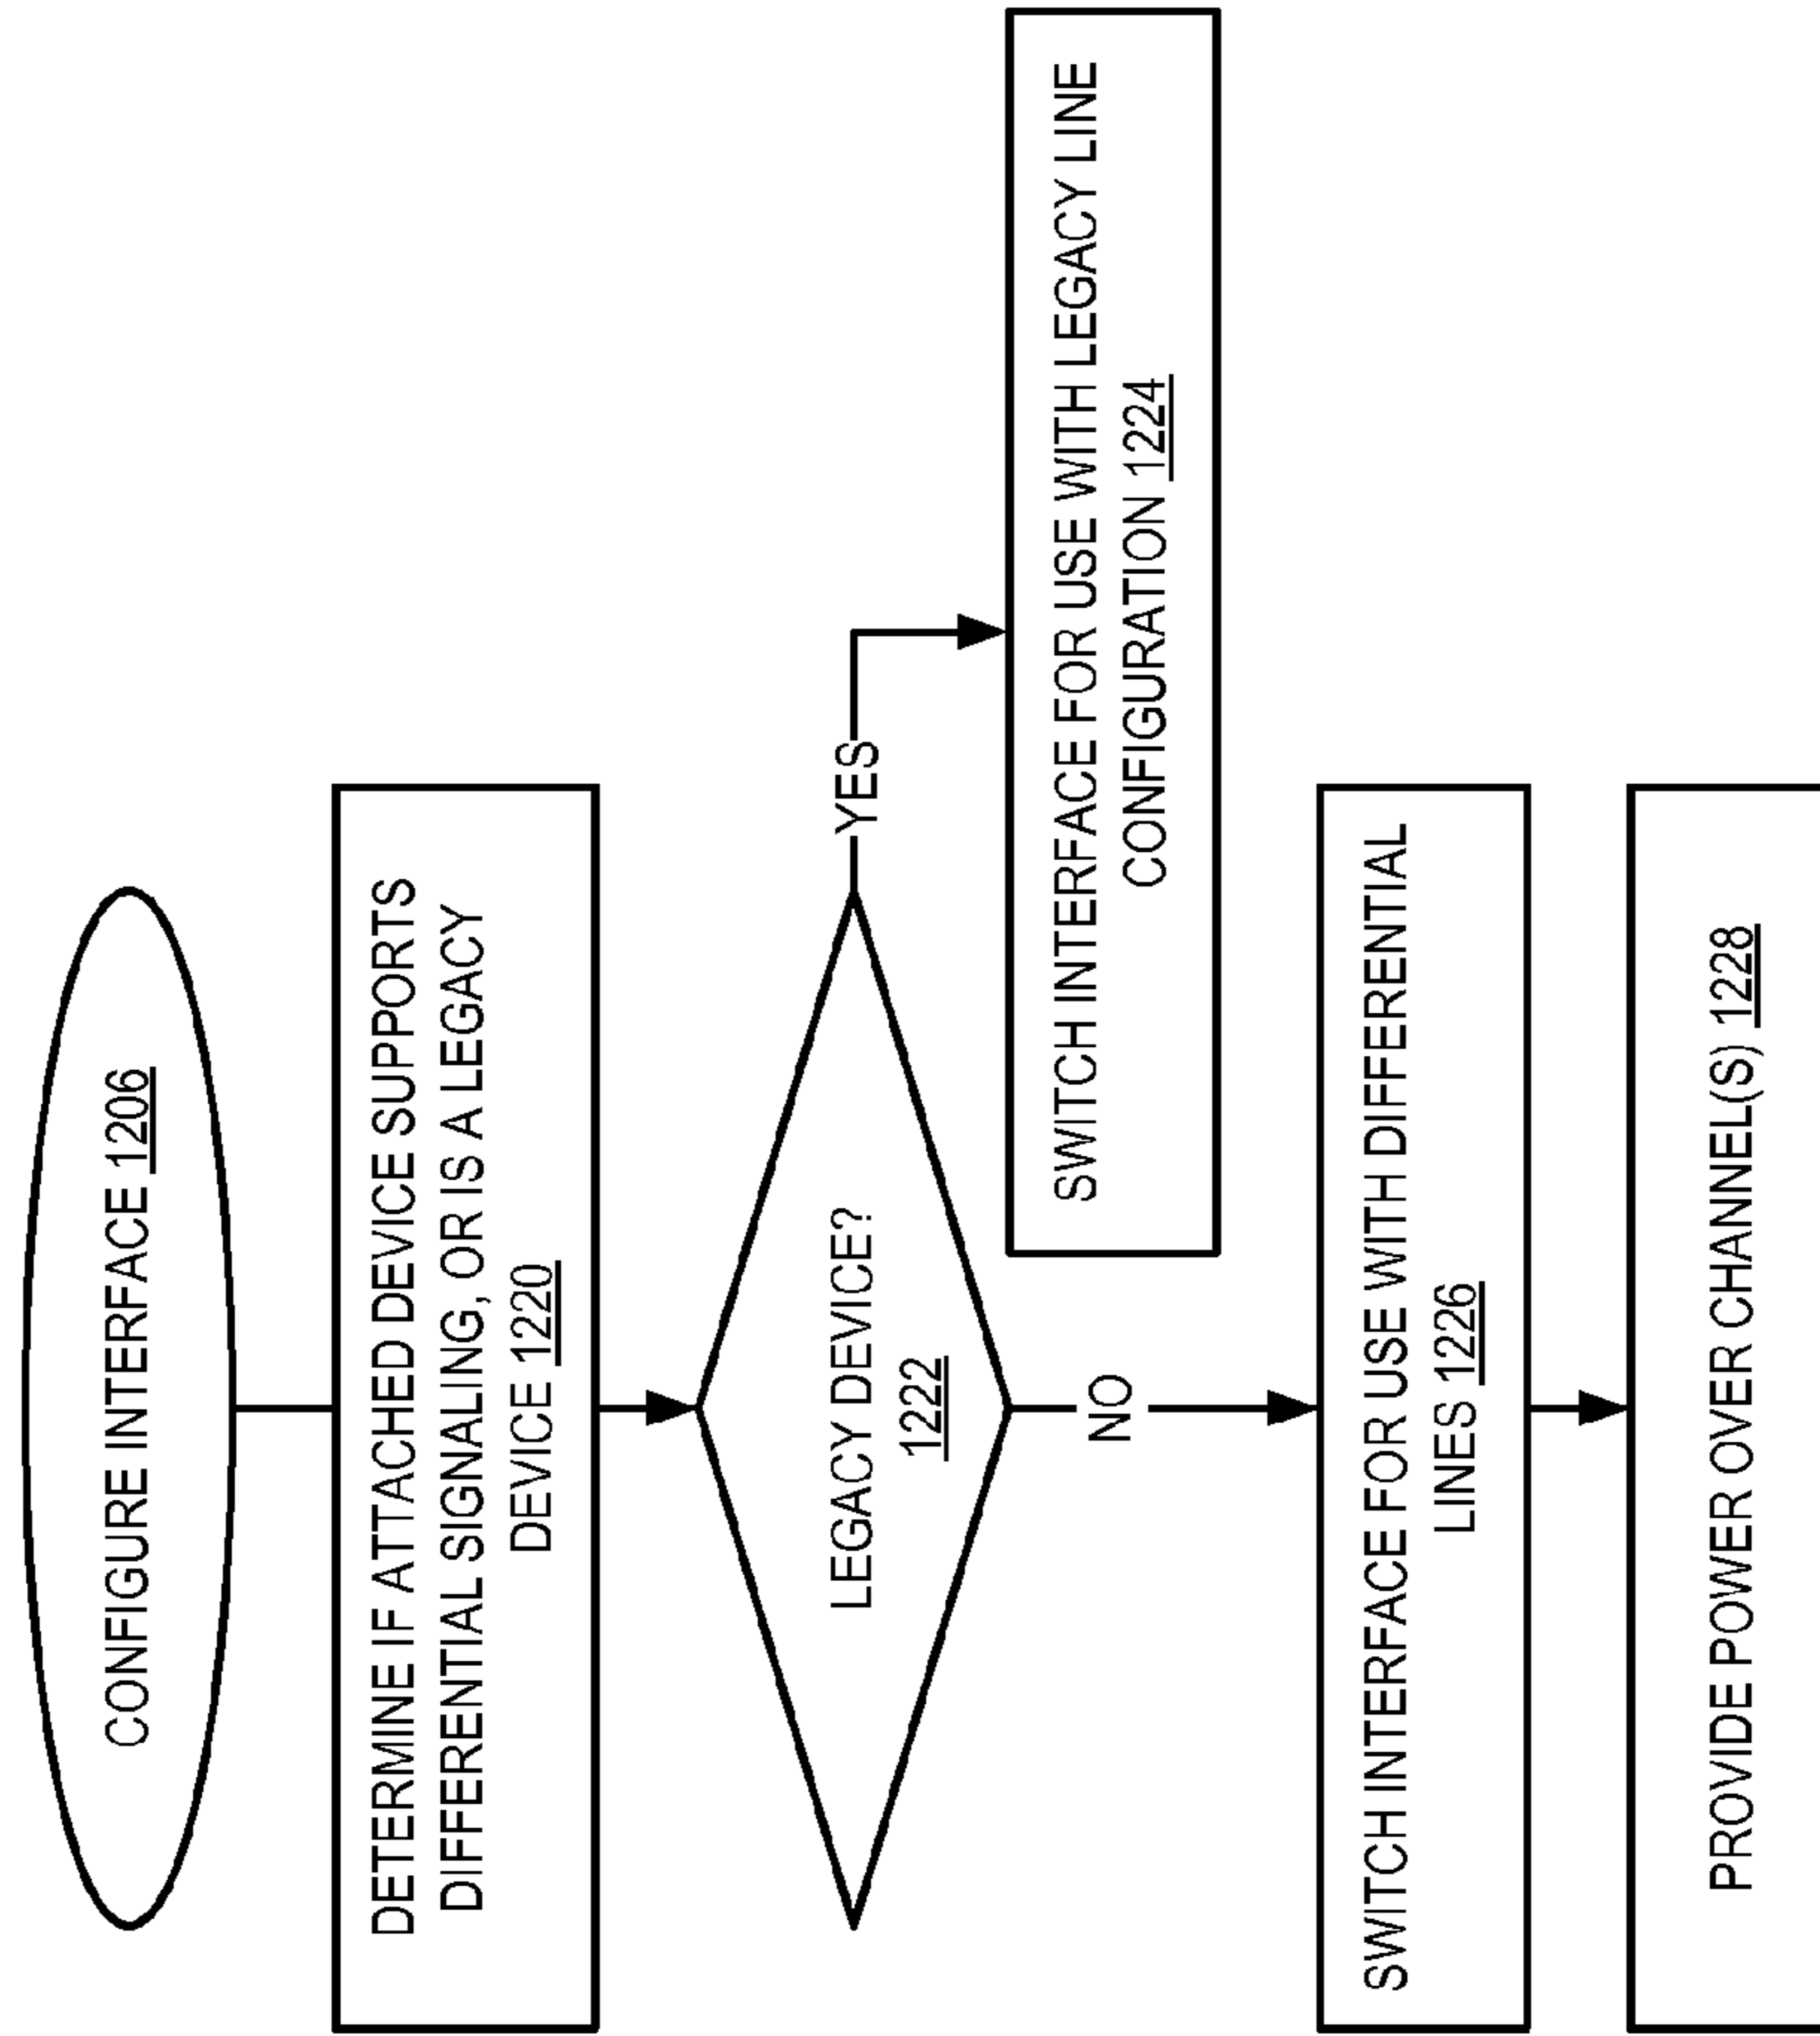 CONFIGURE INTERFACE 1206
DETERMINE IF ATTACHED DEVICE SUPPORTS
DIFFERENTIAL SIGNALING, OR IS A LEGACY
DEVICE 1220
LEGACY DEVICE?
1222
YES
SWITCH INTERFACE FOR USE WITH LEGACY LINE
CONFIGURATION 1224
NO
SWITCH INTERFACE FOR USE WITH DIFFERENTIAL
LINES 1226
PROVIDE POWER OVER CHANNEL(S) 1228